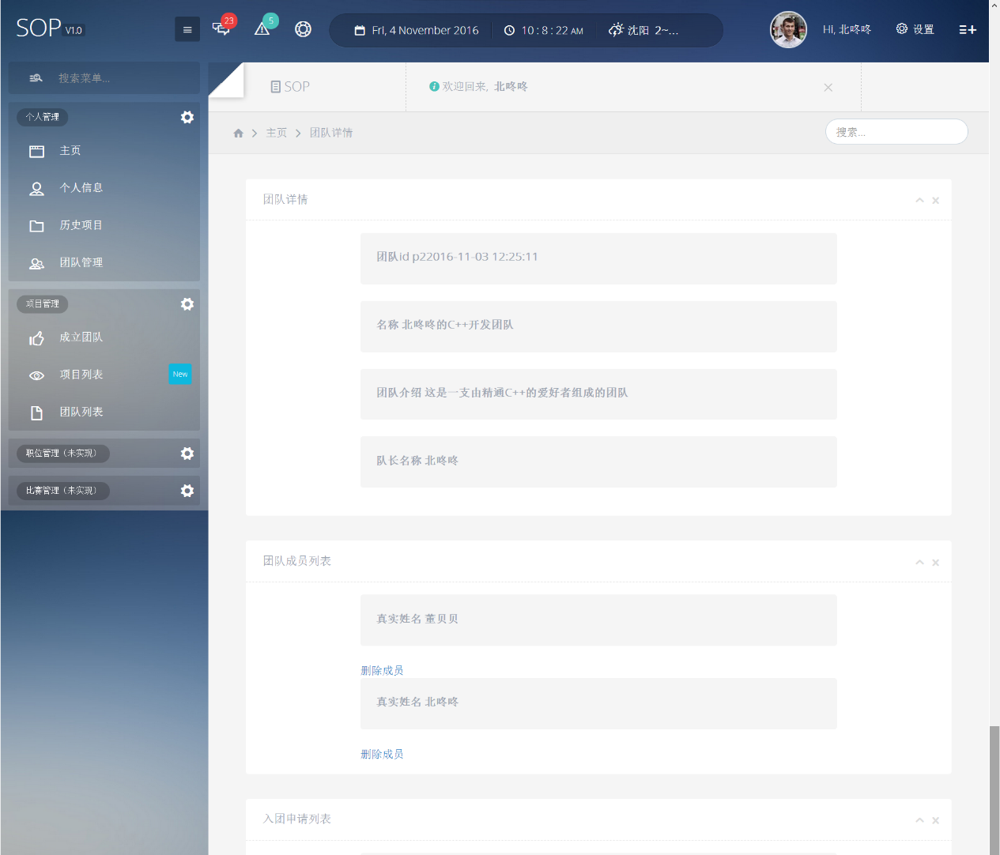 SOP V1.0
23
5
Fri, 4 November 2016
10 : 8 : 22 AM
沈阳 2~...
Hi, 北咚咚
设置
搜索菜单...
个人管理
主页
个人信息
历史项目
团队管理
项目管理
成立团队
项目列表
New
团队列表
职位管理（未实现）
比赛管理（未实现）
SOP
欢迎回来, 北咚咚
主页
团队详情
搜索...
团队详情
团队id p22016-11-03 12:25:11
名称 北咚咚的C++开发团队
团队介绍 这是一支由精通C++的爱好者组成的团队
队长名称 北咚咚
团队成员列表
真实姓名 董贝贝
删除成员
真实姓名 北咚咚
删除成员
入团申请列表